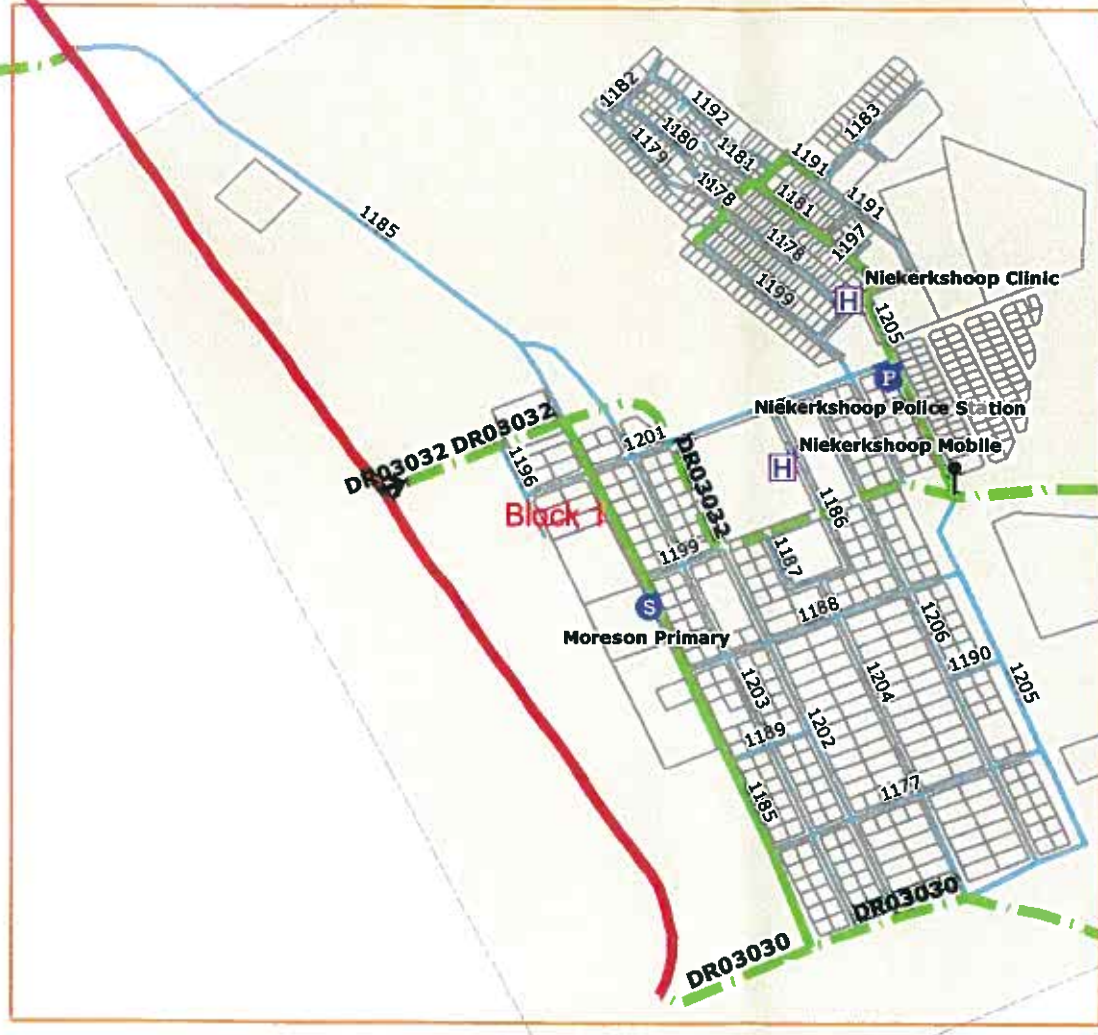 1182
1192
1183
1180
1179
1181
1191
1178
1181
1191
1178
1197
1185
1199
Niekerkshoop Clinic
H
1205
P
Niekerkshoop Police Station
DR03032
DR03032
1201
1196
DR03032
Niekerkshoop Mobile
H
Block 1
1186
1199
1187
S
1188
Moreson Primary
1206
1190
1203
1204
1205
1189
1202
1185
1177
DR03030
DR03030